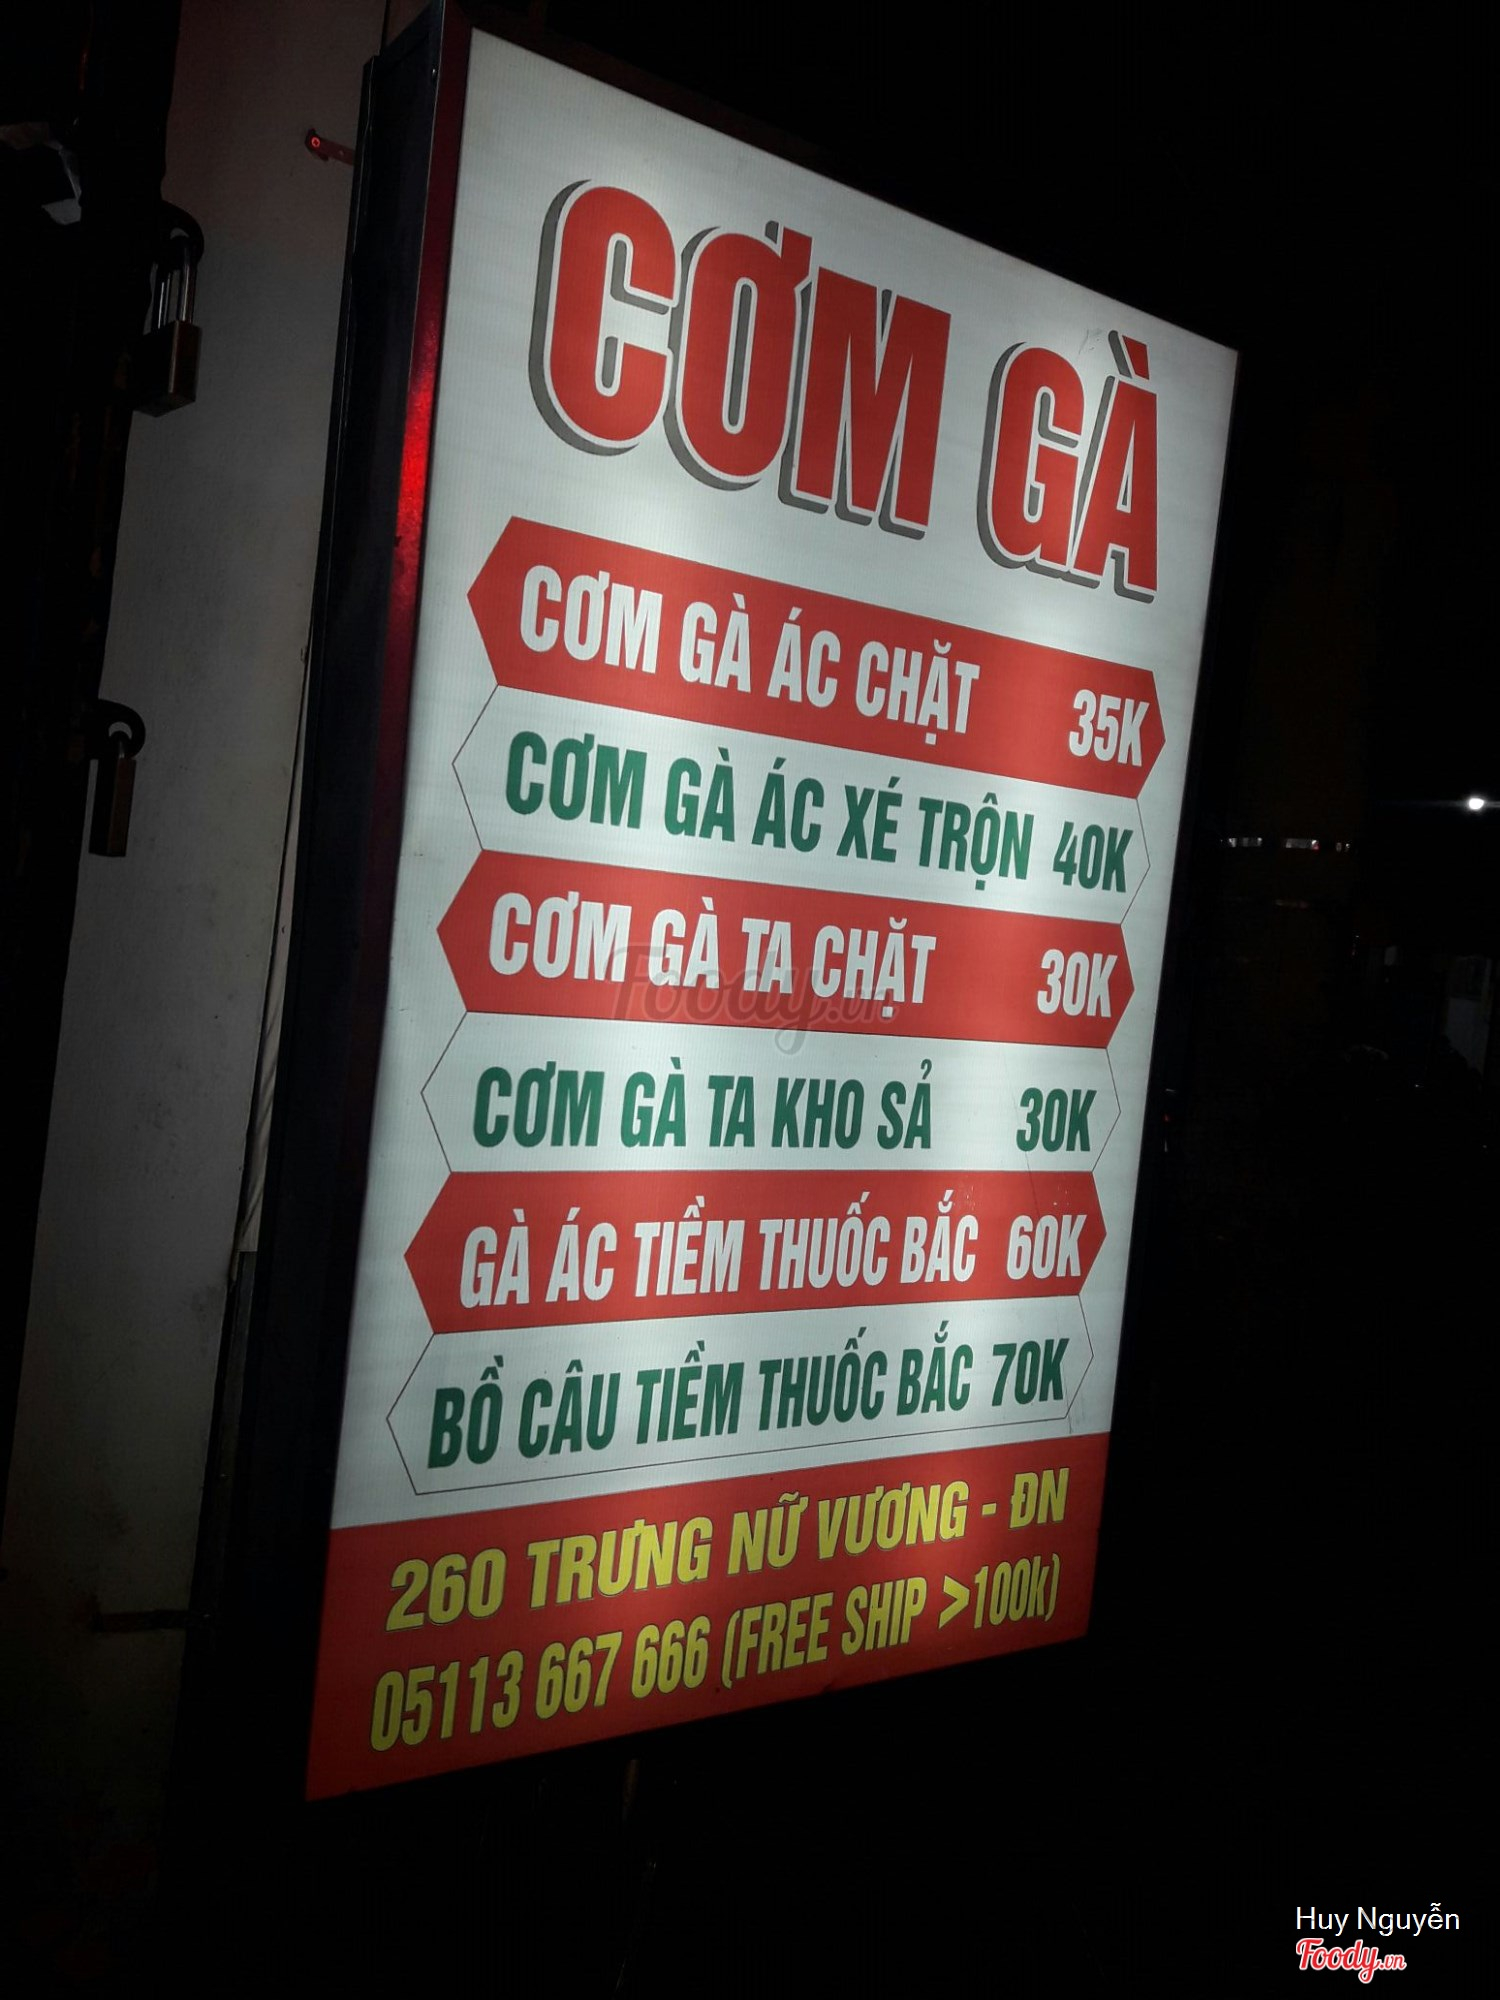 CƠM GÀ
CƠM GÀ ÁC CHẶT 35K
CƠM GÀ ÁC XÉ TRỘN 40K
CƠM GÀ TA CHẶT 30K
Foody.vn
CƠM GÀ TA KHO SẢ 30K
GÀ ÁC TIỀM THUỐC BẮC 60K
BỒ CÂU TIỀM THUỐC BẮC 70K
260 TRƯNG NỮ VƯƠNG - ĐN
05113 667 666 (FREE SHIP >100k)
Huy Nguyễn
Foody.vn